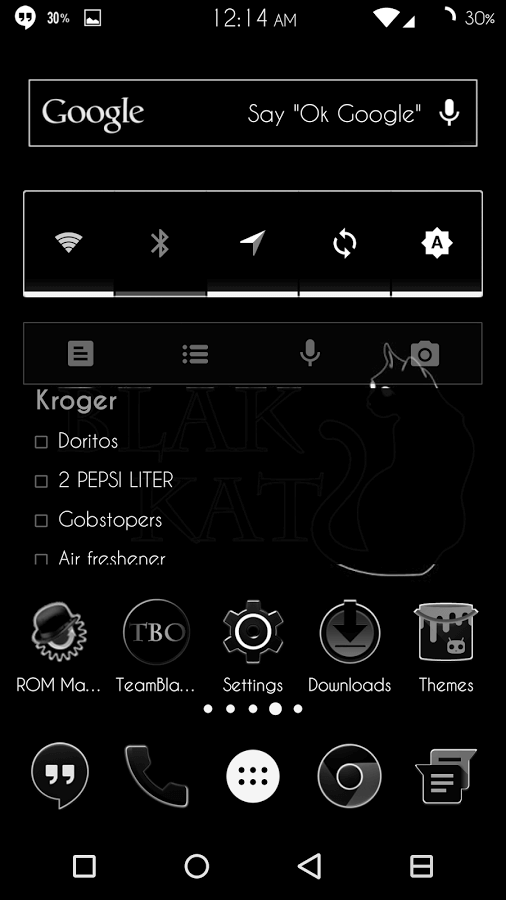 30% 12:14 AM 30%
Google Say "Ok Google"
A
Kroger
BLAK
Doritos
2 PEPSI LITER
KAT
Gobstopers
Air freshener
TBO
ROM Ma... TeamBla... Settings Downloads Themes